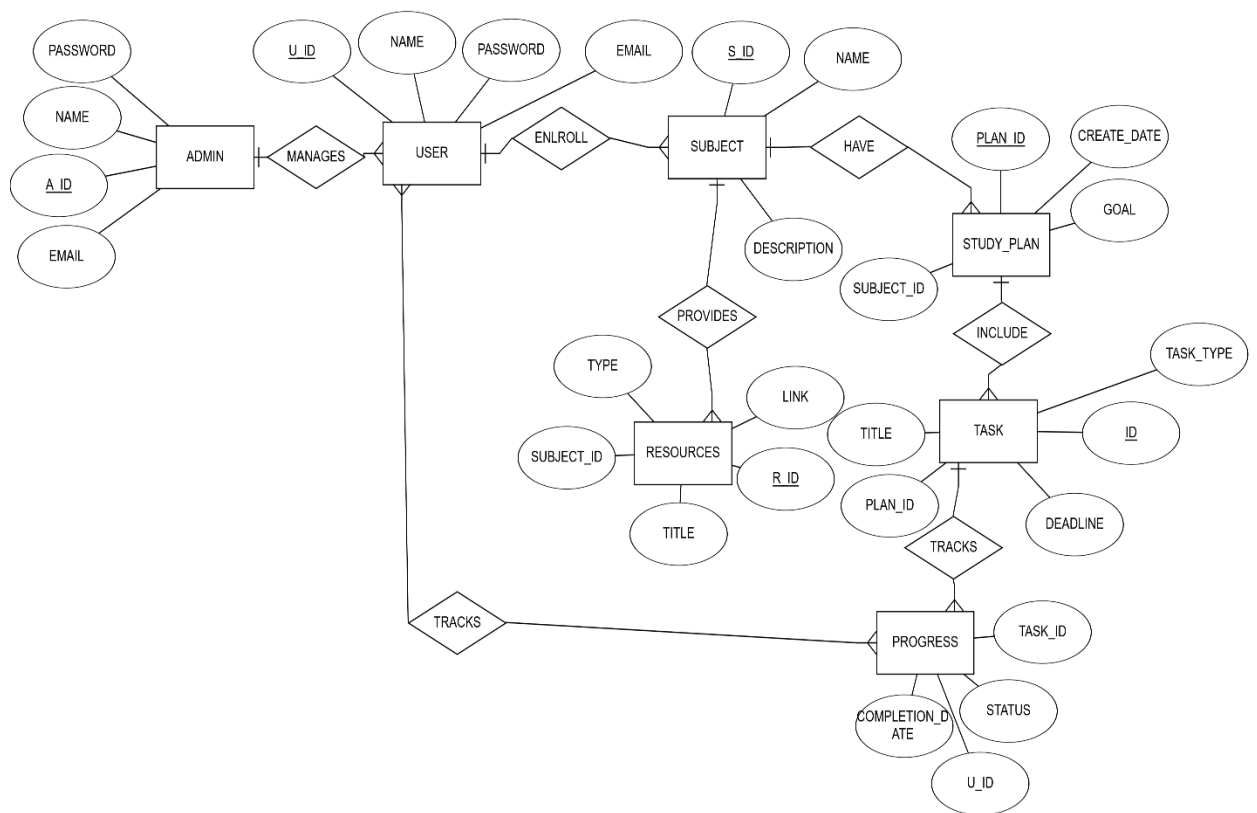 PASSWORD
U_ID
NAME
PASSWORD
EMAIL
S_ID
NAME
NAME
ADMIN
MANAGES
USER
ENLROLL
SUBJECT
HAVE
PLAN_ID
CREATE_DATE
A_ID
EMAIL
DESCRIPTION
GOAL
STUDY_PLAN
SUBJECT_ID
PROVIDES
INCLUDE
TYPE
LINK
TASK_TYPE
SUBJECT_ID
RESOURCES
R_ID
TITLE
TITLE
TASK
ID
PLAN_ID
DEADLINE
TRACKS
TRACKS
PROGRESS
TASK_ID
COMPLETION_D
ATE
STATUS
U_ID